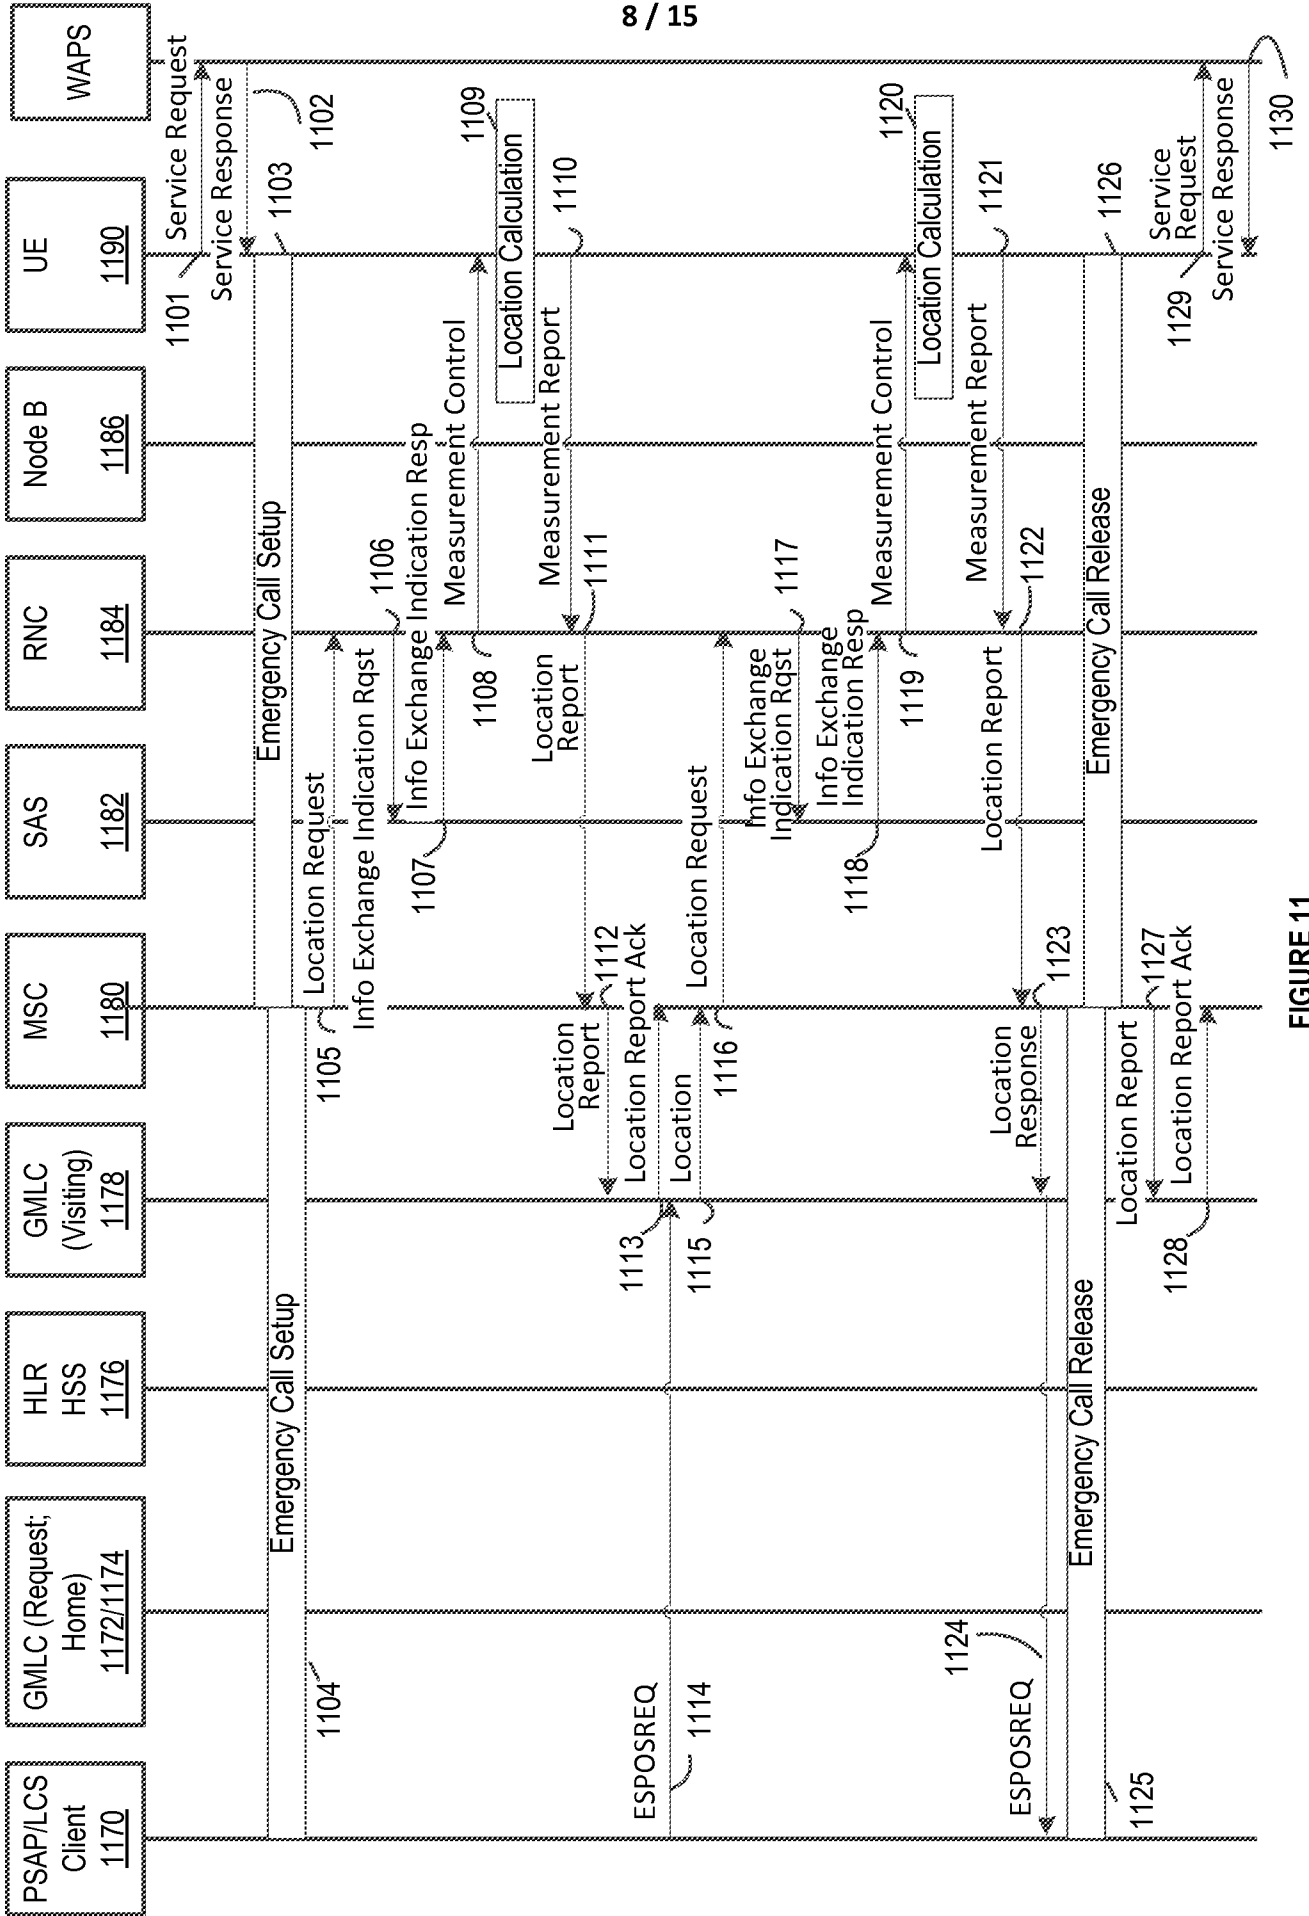 8 / 15
PSAP/LCS
Client
1170
GMLC (Request;
Home)
1172/1174
HLR
HSS
1176
GMLC
(Visiting)
1178
MSC
1180
SAS
1182
RNC
1184
Node B
1186
UE
1190
WAPS
Service Request
1101
Service Response
1102
1103
Emergency Call Setup
Emergency Call Setup
1104
Location Request
1105
Info Exchange Indication Rqst
1106
Info Exchange Indication Resp
1107
Measurement Control
1108
1109
Location Calculation
Measurement Report
1110
Location
Report
1111
Location
Report
1112
Location Report Ack
1113
ESPOSREQ
1114
Location
1115
Location Request
1116
Info Exchange
Indication Rqst
1117
Info Exchange
Indication Resp
1118
Measurement Control
1119
1120
Location Calculation
Measurement Report
1121
Location Report
1122
Location
Response
1123
ESPOSREQ
1124
Emergency Call Release
1125
Emergency Call Release
1126
Location Report
1127
Location Report Ack
1128
Service
Request
1129
Service Response
1130
FIGURE 11